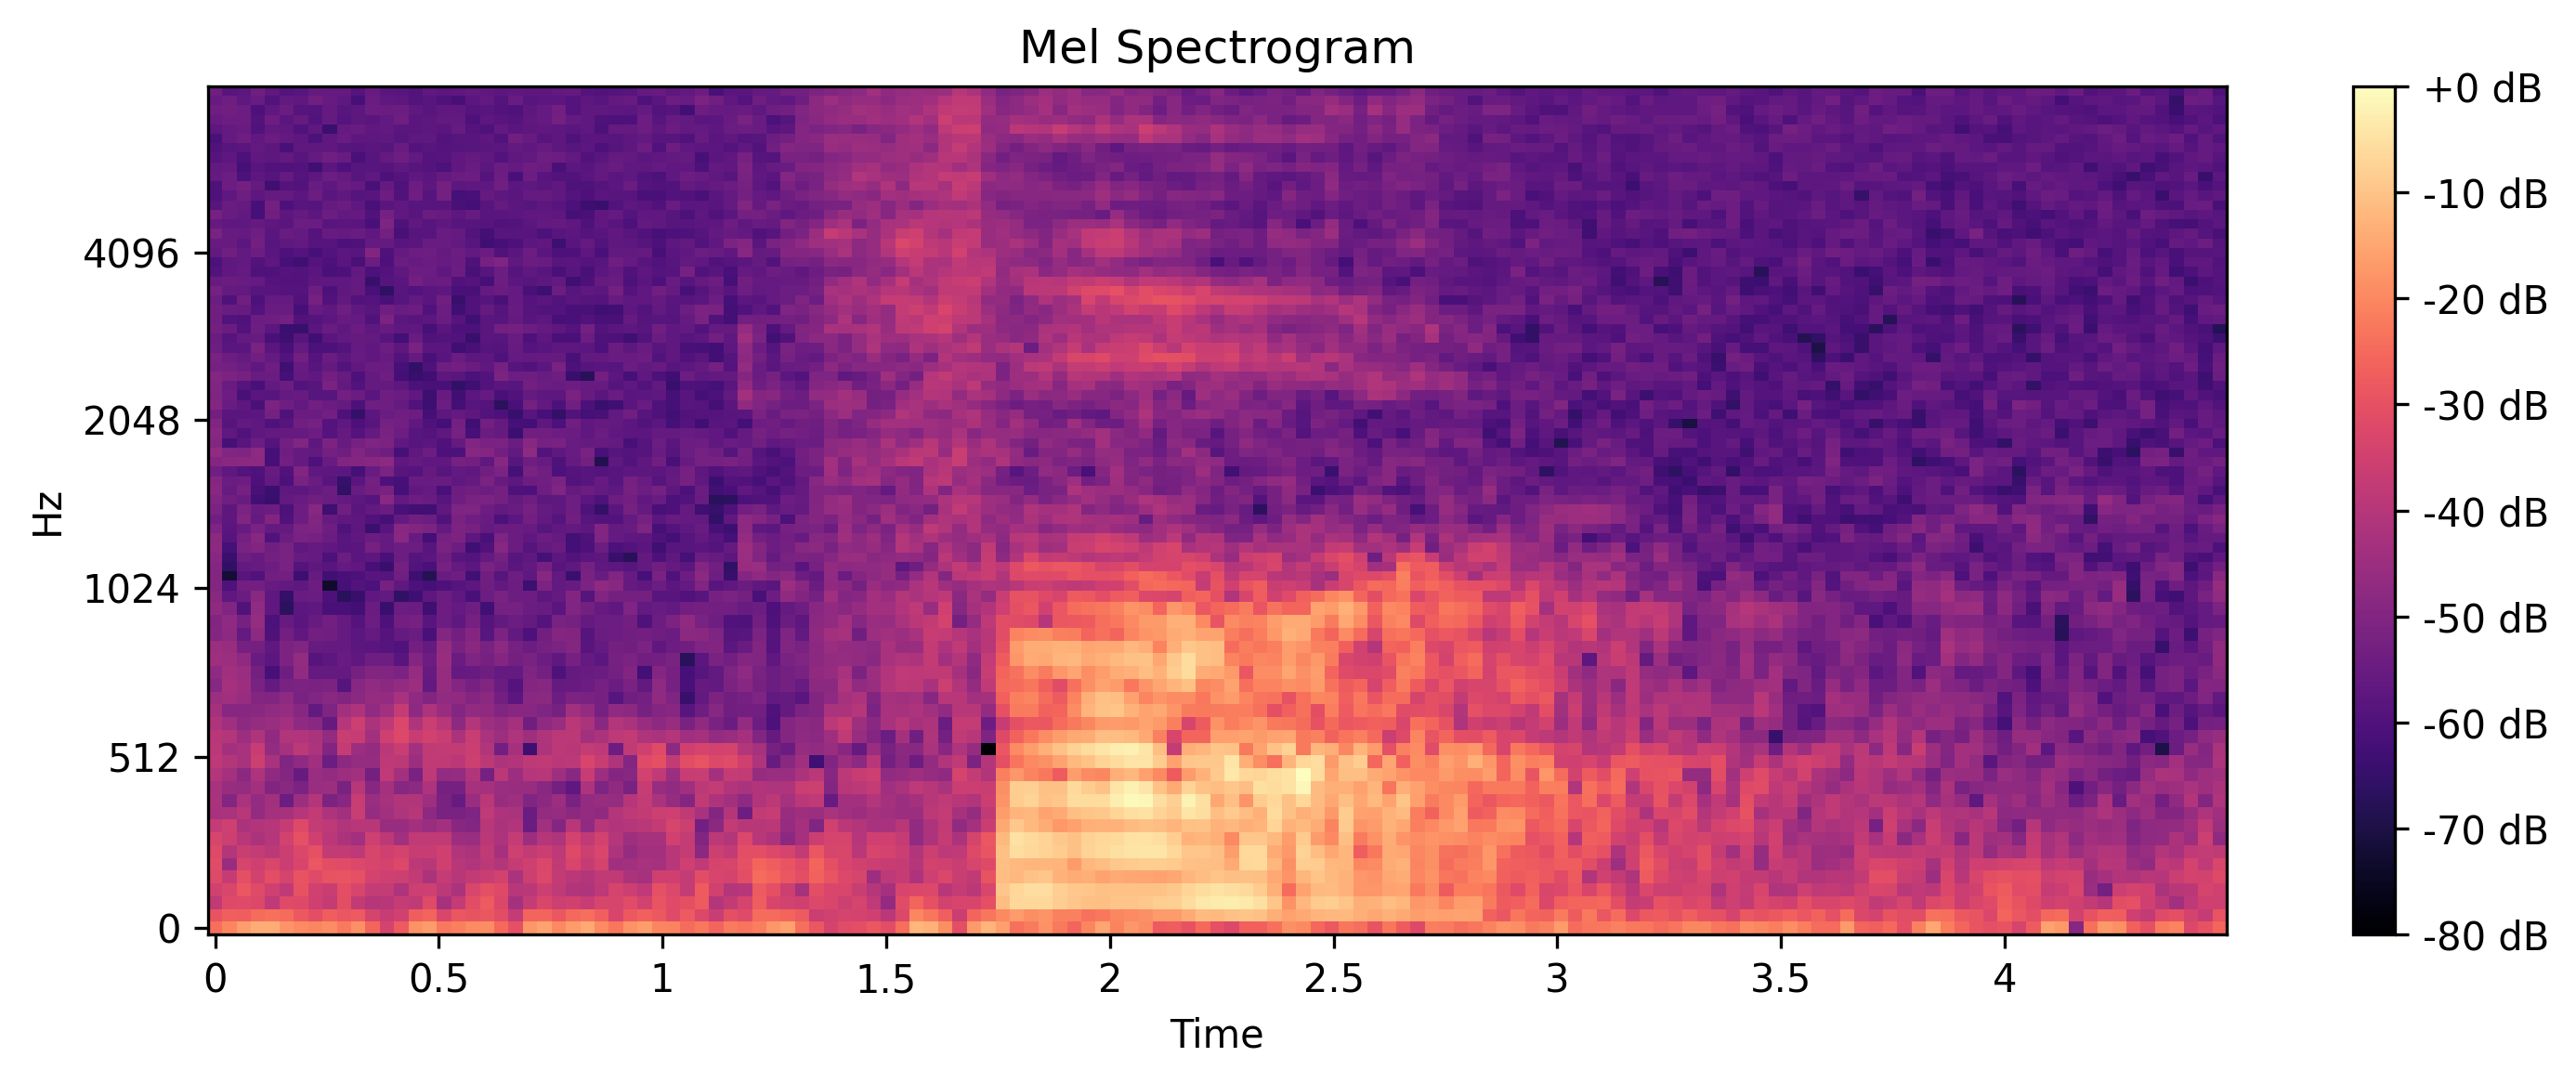 Mel Spectrogram
Hz
4096
2048
1024
512
0
0 0.5 1 1.5 2 2.5 3 3.5 4
Time
+0 dB
-10 dB
-20 dB
-30 dB
-40 dB
-50 dB
-60 dB
-70 dB
-80 dB